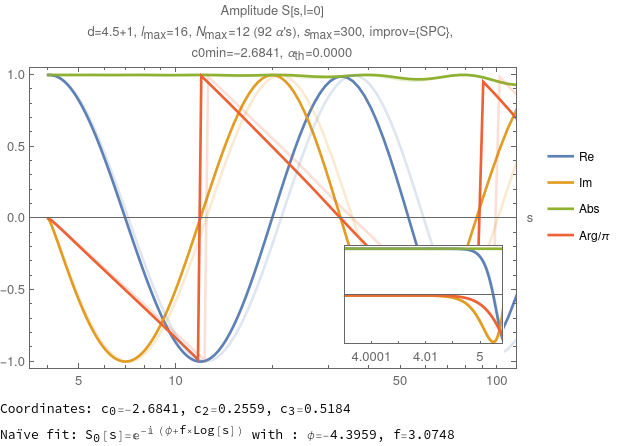 Amplitude S[s,l=0]
d=4.5+1, lmax=16, Nmax=12 (92 α's), smax=300, improv={SPC},
c0min=-2.6841, αth=0.0000
1.0
0.5
0.0
-0.5
-1.0
s
Re
Im
Abs
Arg/π
4.0001 4.01 5
5 10 50 100
Coordinates: c0=-2.6841, c2=0.2559, c3=0.5184
Naïve fit: S0[s]=e^-i (ϕ+f×Log[s]) with : ϕ=-4.3959, f=3.0748